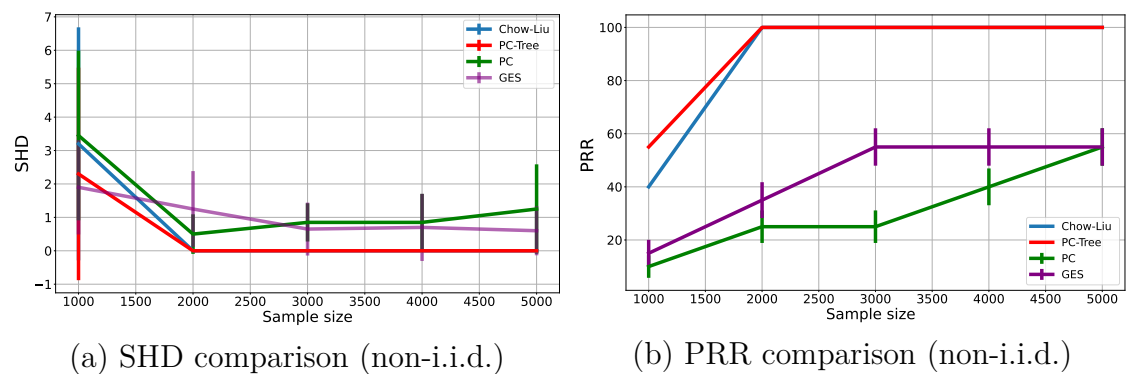 7
6
5
4
3
2
1
0
−1
SHD
1000 1500 2000 2500 3000 3500 4000 4500 5000
Sample size
Chow-Liu
PC-Tree
PC
GES
(a) SHD comparison (non-i.i.d.)
100
80
60
40
20
PRR
1000 1500 2000 2500 3000 3500 4000 4500 5000
Sample size
Chow-Liu
PC-Tree
PC
GES
(b) PRR comparison (non-i.i.d.)